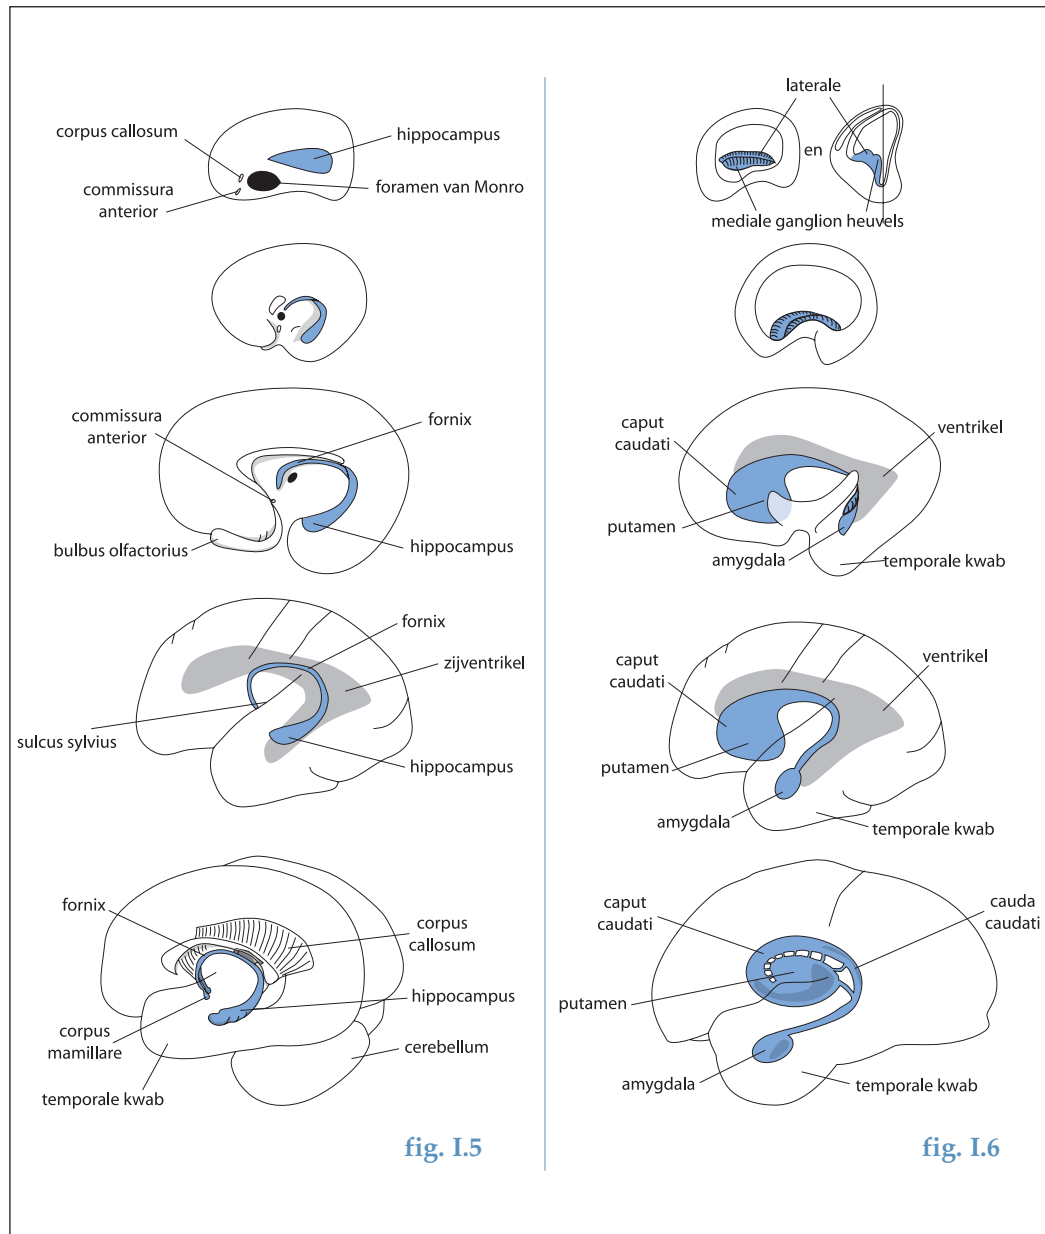 corpus callosum
hippocampus
commissura
anterior
foramen van Monro
commissura
anterior
fornix
bulbus olfactorius
hippocampus
fornix
zijventrikel
sulcus sylvius
hippocampus
fornix
corpus
callosum
hippocampus
corpus
mamillare
cerebellum
temporale kwab
fig. I.5
laterale
en
mediale ganglion heuvels
caput
caudati
ventrikel
putamen
amygdala
temporale kwab
caput
caudati
ventrikel
putamen
amygdala
temporale kwab
caput
caudati
cauda
caudati
putamen
amygdala
temporale kwab
fig. I.6